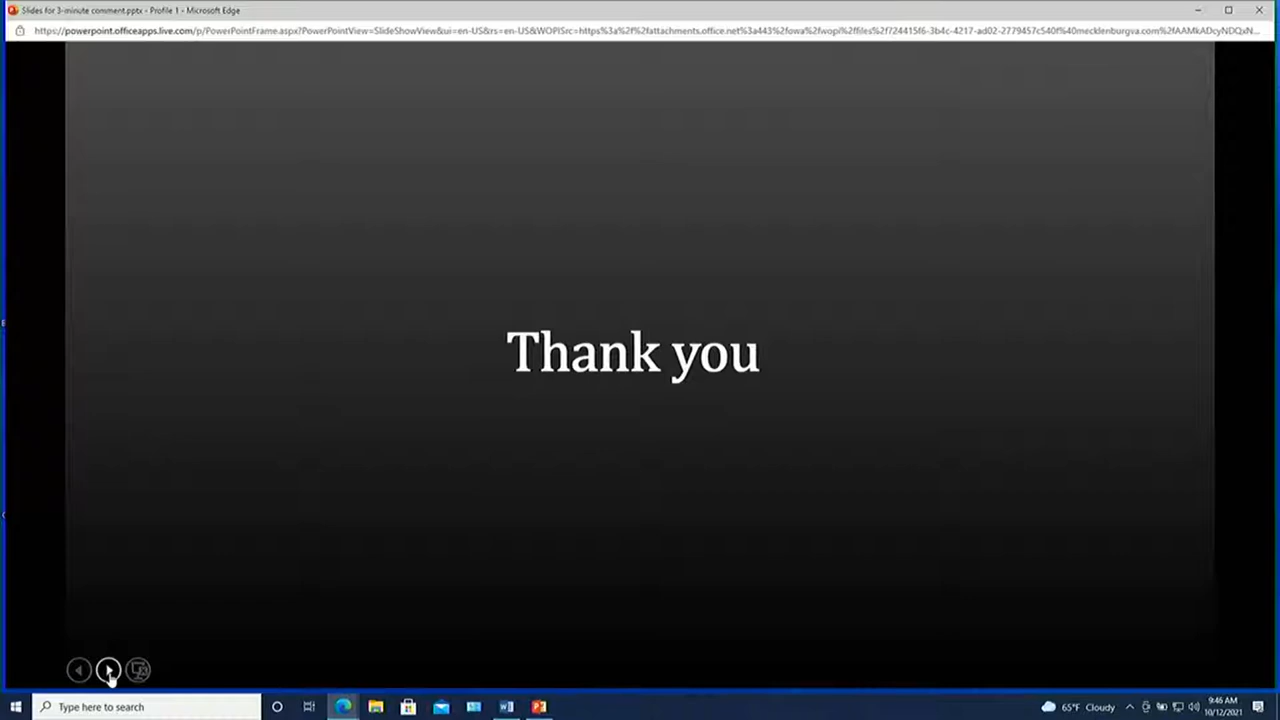 Slides for 3-minute comment.pptx - Profile 1 - Microsoft Edge
Thank you
Type here to search
65°F Cloudy
9:46 AM
10/12/2021